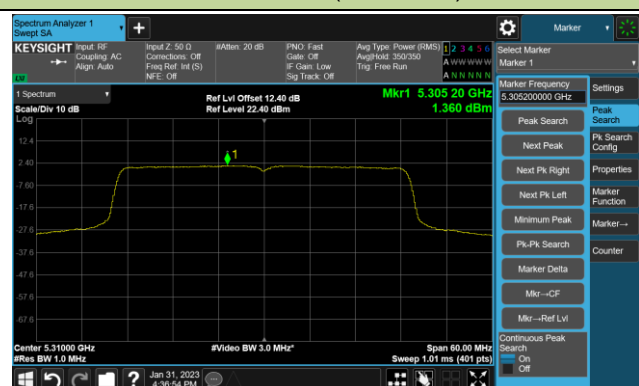 Spectrum Analyzer 1
Swept SA
Marker
KEYSIGHT
Input: RF
Coupling: AC
Align: Auto
Input Z: 50 Ω
Corrections: Off
Freq Ref: Int (S)
NFE: Off
#Atten: 20 dB
PNO: Fast
Gate: Off
IF Gain: Low
Sig Track: Off
Avg Type: Power (RMS)
Avg|Hold: 350/350
Trig: Free Run
1 2 3 4 5 6
A W W W W W
A N N N N N
LXI
Select Marker
Marker 1
1 Spectrum
Scale/Div 10 dB
Log
Ref Lvl Offset 12.40 dB
Ref Level 22.40 dBm
Mkr1 5.305 20 GHz
1.360 dBm
1
12.4
2.40
-7.60
-17.6
-27.6
-37.6
-47.6
-57.6
-67.6
Center 5.31000 GHz
#Res BW 1.0 MHz
#Video BW 3.0 MHz*
Span 60.00 MHz
Sweep 1.01 ms (401 pts)
Marker Frequency
5.305200000 GHz
Peak Search
Next Peak
Next Pk Right
Next Pk Left
Minimum Peak
Pk-Pk Search
Marker Delta
Mkr→CF
Mkr→Ref Lvl
Continuous Peak
Search
On
Off
Settings
Peak
Search
Pk Search
Config
Properties
Marker
Function
Marker→
Counter
Jan 31, 2023
4:36:54 PM